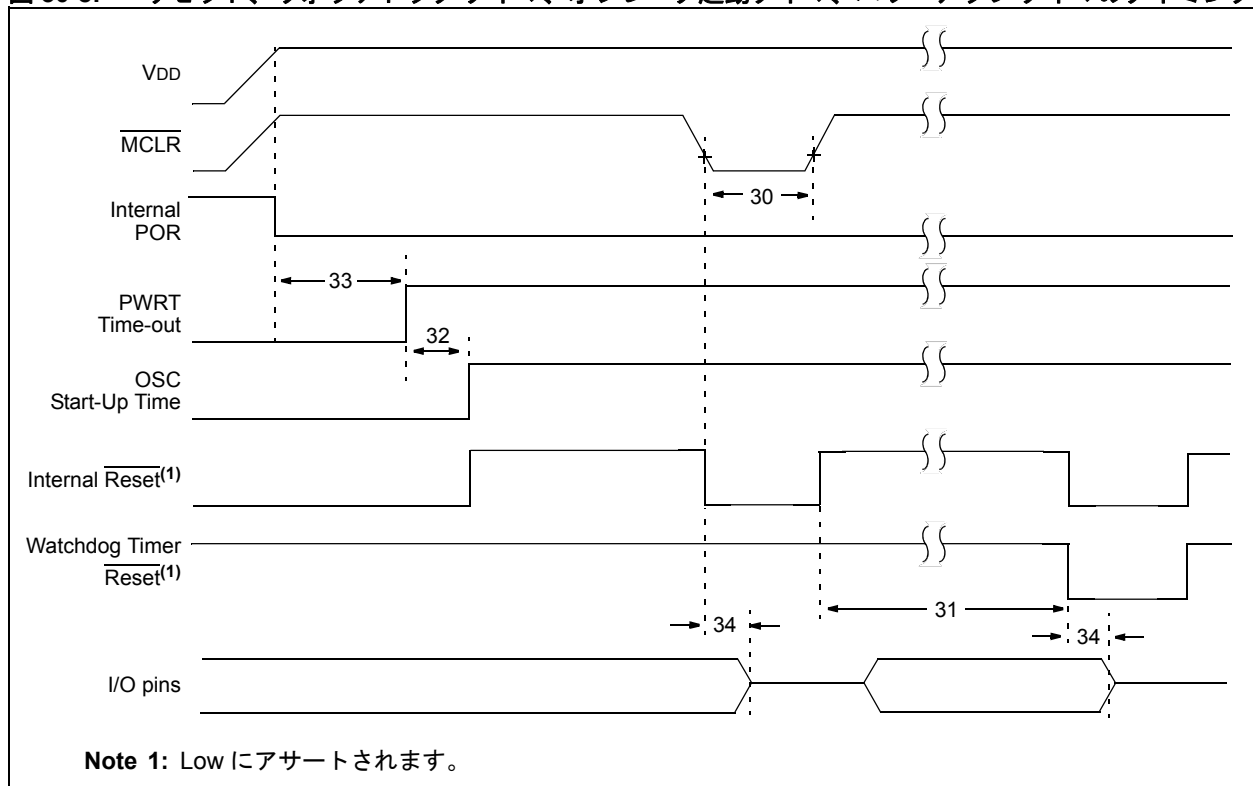 VDD
MCLR
30
Internal
POR
33
PWRT
Time-out
32
OSC
Start-Up Time
Internal Reset(1)
Watchdog Timer
Reset(1)
31
34
34
I/O pins
Note 1: Low にアサートされます。